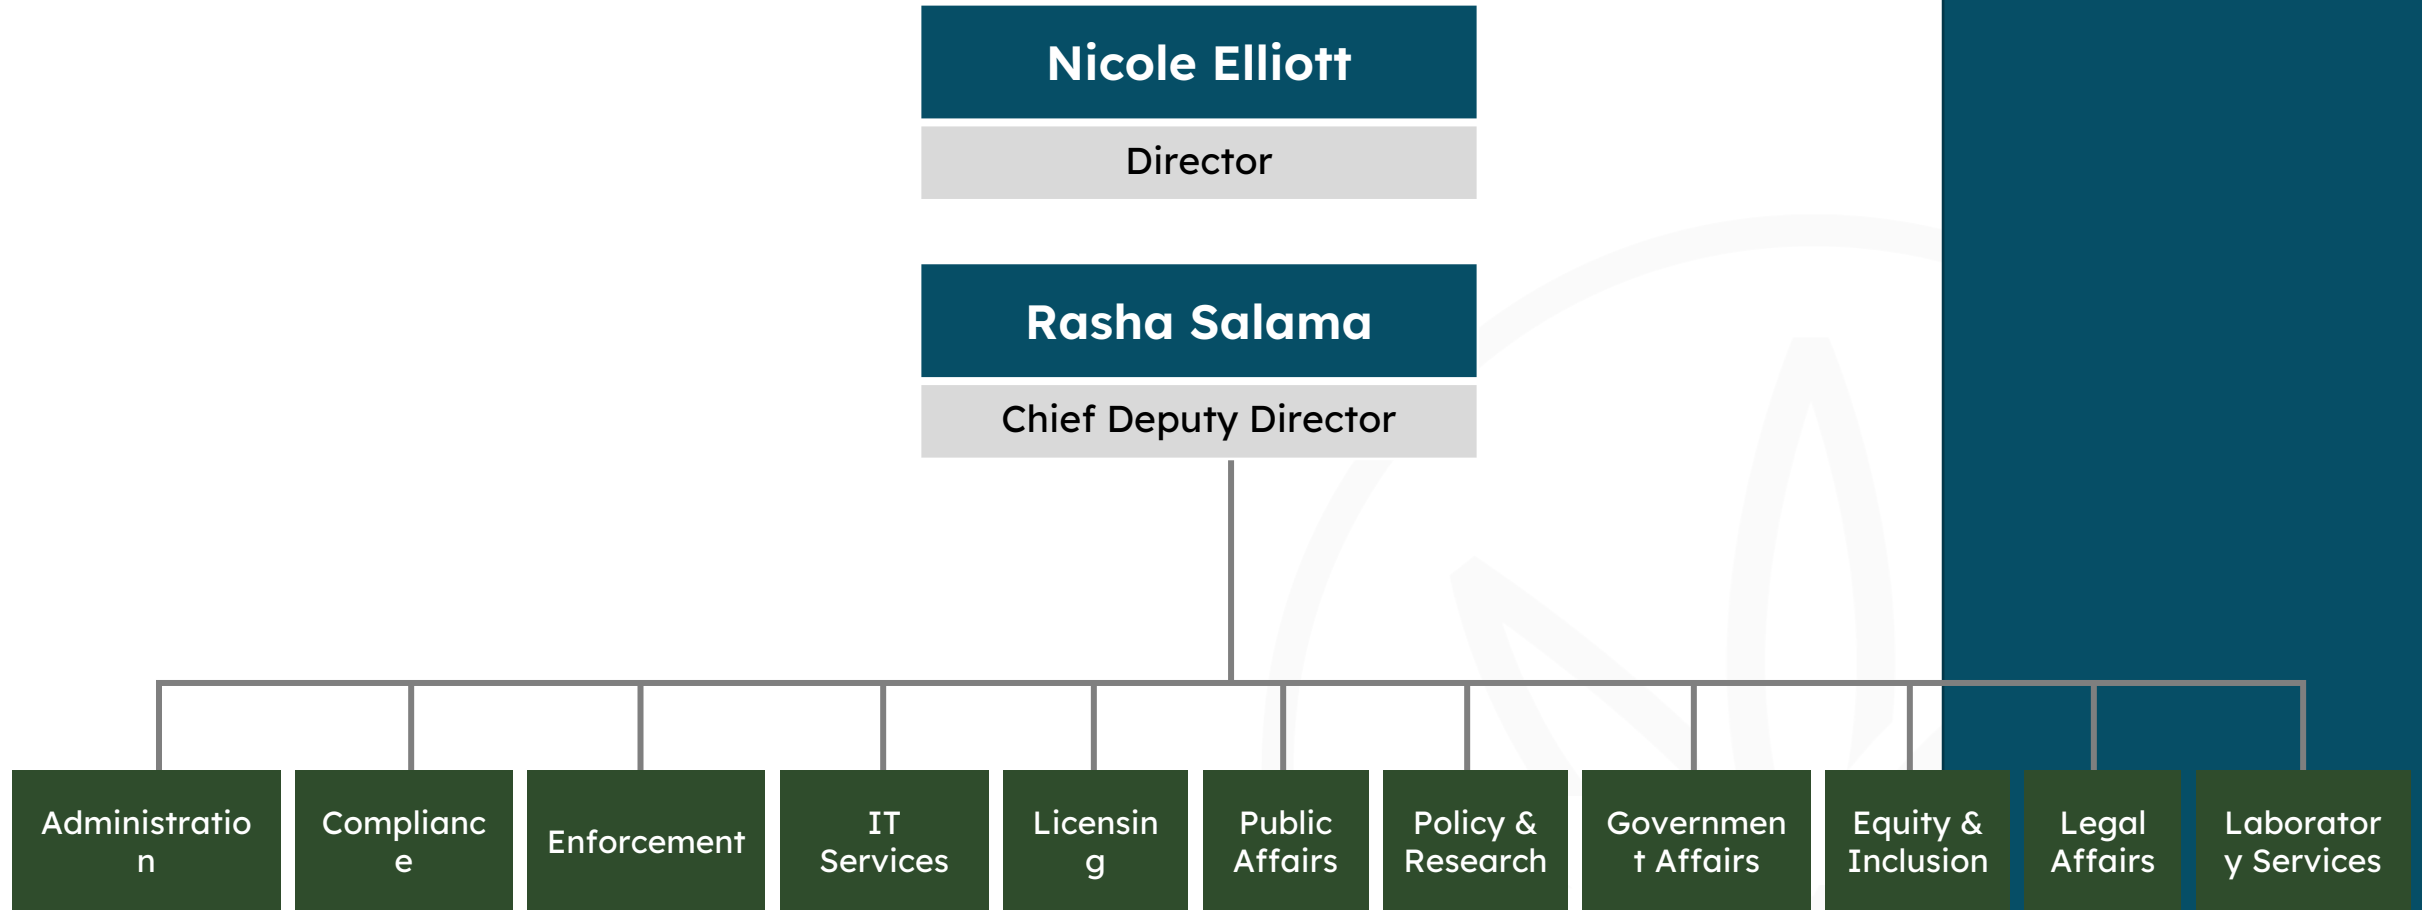 Nicole Elliott
Director
Rasha Salama
Chief Deputy Director
Administratio
n
Complianc
e
Enforcement
IT
Services
Licensin
g
Public
Affairs
Policy &
Research
Governmen
t Affairs
Equity &
Inclusion
Legal
Affairs
Laborator
y Services